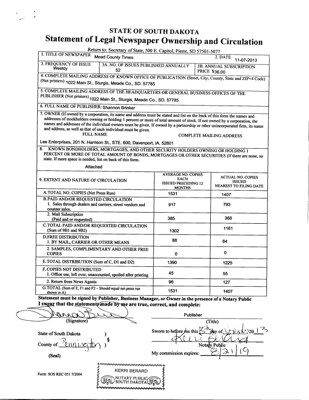 STATE OF SOUTH DAKOTA
Statement of Legal Newspaper Ownership and Circulation
Return to: Secretary of State, 500 E. Capitol, Pierre, SD 57501-5077
1. TITLE OF NEWSPAPER Mead County Times 2. DATE 11-07-2013
3. FREQUENCY OF ISSUE Weekly
3A. NO. OF ISSUES PUBLISHED ANNUALLY 52
3B. ANNUAL SUBSCRIPTION PRICE $36.00
4. COMPLETE MAILING ADDRESS OF KNOWN OFFICE OF PUBLICATION (Street, City, County, State and ZIP+4 Code)
(Not printers) 1022 Main St., Sturgis, Meade Co., SD. 57785
5. COMPLETE MAILING ADDRESS OF THE HEADQUARTERS OR GENERAL BUSINESS OFFICES OF THE
PUBLISHER (Not printer) 1022 Main St., Sturgis, Meade Co., SD. 57785
6. FULL NAME OF PUBLISHER: Shannon Brinker
7. OWNER (If owned by a corporation, its name and address must be stated and on the back of this form the names and
addresses of stockholders owning or holding 1 percent or more of total amount of stock. If not owned by a corporation, the
names and addresses of the individual owners must be given. If owned by a partnership or other unincorporated firm, its name
and address, as well as that of each individual must be given.
FULL NAME COMPLETE MAILING ADDRESS
Lee Enterprises, 201 N. Harrison St., STE. 600, Davenport, IA. 52801
8. KNOWN BONDHOLDERS, MORTGAGES, AND OTHER SECURITY HOLDERS OWNING OR HOLDING 1
PERCENT OR MORE OF TOTAL AMOUNT OF BONDS, MORTGAGES OR OTHER SECURITIES (If there are none, so
state. If more space is needed, list on back of this form.
Attached
9. EXTENT AND NATURE OF CIRCULATION
AVERAGE NO. COPIES EACH ISSUED PRECEDING 12 MONTHS
ACTUAL NO. COPIES ISSUED NEAREST TO FILING DATE
A. TOTAL NO. COPIES (Net Press Run) 1531 1407
B. PAID AND/OR REQUESTED CIRCULATION
1. Sales through dealers and carriers, street vendors and
counter sales. 917 793
2. Mail Subscription
(Paid and or requested) 385 368
C. TOTAL PAID AND/OR REQUESTED CIRCULATION
(Sum of 9B1 and 9B2) 1302 1161
D. FREE DISTRIBUTION
1. BY MAIL, CARRIER OR OTHER MEANS 88 64
2. SAMPLES, COMPLIMENTARY AND OTHER FREE
COPIES 0 0
E. TOTAL DISTRIBUTION (Sum of C, D1 and D2) 1390 1225
F. COPIES NOT DISTRIBUTED
1. Office use, left over, unaccounted, spoiled after printing 45 55
2. Return from News Agents 96 127
G. TOTAL (Sum of E, F1 and F2 - Should equal net press run
shown in A) 1531 1407
Statement must be signed by Publisher, Business Manager, or Owner in the presence of a Notary Public
I swear that the statements made by me are true, correct, and complete:
Publisher
(Signature) (Title)
State of South Dakota )
Sworn to before me this
County of Pennington )
Notary Public
(Seal)
My commission expires: 8/21/19
Form: SOS REC 051 7/2004
KERRI BERARD
NOTARY PUBLIC
SOUTH DAKOTA
SEAL